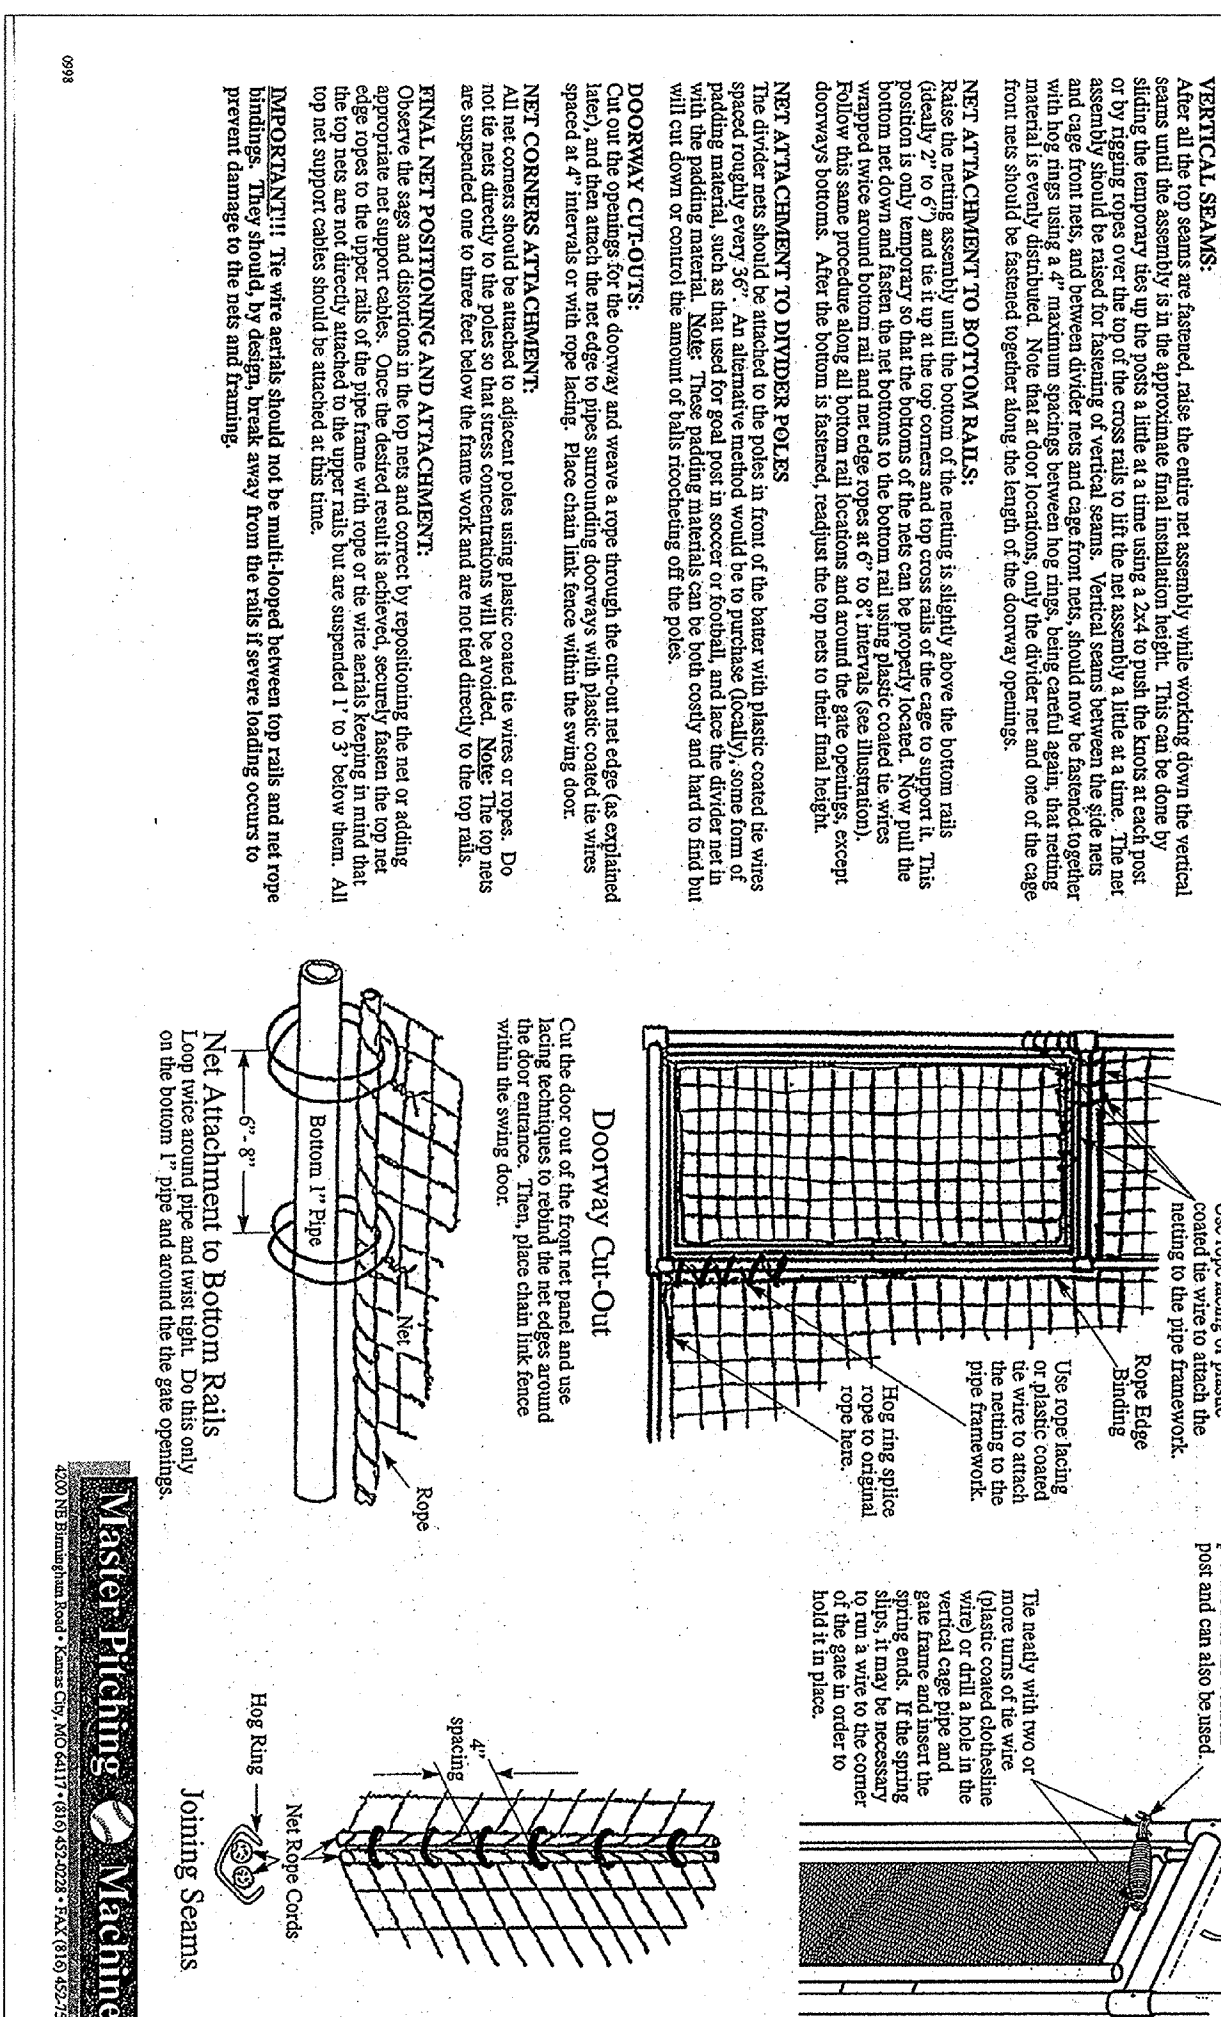 VERTICAL SEAMS:
After all the top seams are fastened, raise the entire net assembly while working down the vertical
seams until the assembly is in the approximate final installation height. This can be done by
sliding the temporary ties up the posts a little at a time using a 2x4 to push the knots at each post
or by rigging ropes over the top of the cross rails to lift the net assembly a little at a time. The net
assembly should be raised for fastening of vertical seams. Vertical seams between the side nets
and cage front nets, and between divider nets and cage front nets, should now be fastened together
with hog rings using a 4" maximum spacings between hog rings, being careful again, that netting
material is evenly distributed. Note that at door locations, only the divider net and one of the cage
front nets should be fastened together along the length of the doorway openings.
NET ATTACHMENT TO BOTTOM RAILS:
Raise the netting assembly until the bottom of the netting is slightly above the bottom rails
(ideally 2" to 6") and tie it up at the top corners and top cross rails of the cage to support it. This
position is only temporary so that the bottoms of the nets can be properly located. Now pull the
bottom net down and fasten the net bottoms to the bottom rail using plastic coated tie wires
wrapped twice around bottom rail and net edge ropes at 6" to 8" intervals (see illustration).
Follow this same procedure along all bottom rail locations and around the gate openings, except
doorways bottoms. After the bottom is fastened, readjust the top nets to their final height.
NET ATTACHMENT TO DIVIDER POLES
The divider nets should be attached to the poles in front of the batter with plastic coated tie wires
spaced roughly every 36". An alternative method would be to purchase (locally), some form of
padding material, such as that used for goal post in soccer or football, and lace the divider net in
with the padding material. Note: These padding materials can be both costly and hard to find but
will cut down or control the amount of balls ricocheting off the poles.
DOORWAY CUT-OUTS:
Cut out the openings for the doorway and weave a rope through the cut-out net edge (as explained
later), and then attach the net edge to pipes surrounding doorways with plastic coated tie wires
spaced at 4" intervals or with rope lacing. Place chain link fence within the swing door.
NET CORNERS ATTACHMENT:
All net corners should be attached to adjacent poles using plastic coated tie wires or ropes. Do
not tie nets directly to the poles so that stress concentrations will be avoided. Note: The top nets
are suspended one to three feet below the frame work and are not tied directly to the top rails.
FINAL NET POSITIONING AND ATTACHMENT:
Observe the sags and distortions in the top nets and correct by repositioning the net or adding
appropriate net support cables. Once the desired result is achieved, securely fasten the top net
edge ropes to the upper rails of the pipe frame with rope or tie wire aerials keeping in mind that
the top nets are not directly attached to the upper rails but are suspended 1' to 3' below them. All
top net support cables should be attached at this time.
IMPORTANT!!! Tie wire aerials should not be multi-looped between top rails and net rope
bindings. They should, by design, break away from the rails if severe loading occurs to
prevent damage to the nets and framing.
0998
coated tie wire to attach the
netting to the pipe framework.
Rope Edge
Binding
Use rope lacing
or plastic coated
tie wire to attach
the netting to the
pipe framework.
Hog ring splice
rope to original
rope here.
Doorway Cut-Out
Cut the door out of the front net panel and use
lacing techniques to rebind the net edges around
the door entrance. Then, place chain link fence
within the swing door.
Rope
Net
Bottom 1" Pipe
6" - 8"
Net Attachment to Bottom Rails
Loop twice around pipe and twist tight. Do this only
on the bottom 1" pipe and around the the gate openings.
post and can also be used.
Tie neatly with two or
more turns of tie wire
(plastic coated clothesline
wire) or drill a hole in the
vertical cage pipe and
gate frame and insert the
spring ends. If the spring
slips, it may be necessary
to run a wire to the corner
of the gate in order to
hold it in place.
4"
spacing
Net Rope Cords
Hog Ring
Joining Seams
Master Pitching Machine
4200 NE Birmingham Road • Kansas City, MO 64117 • (816) 452-0228 • FAX (816) 452-75